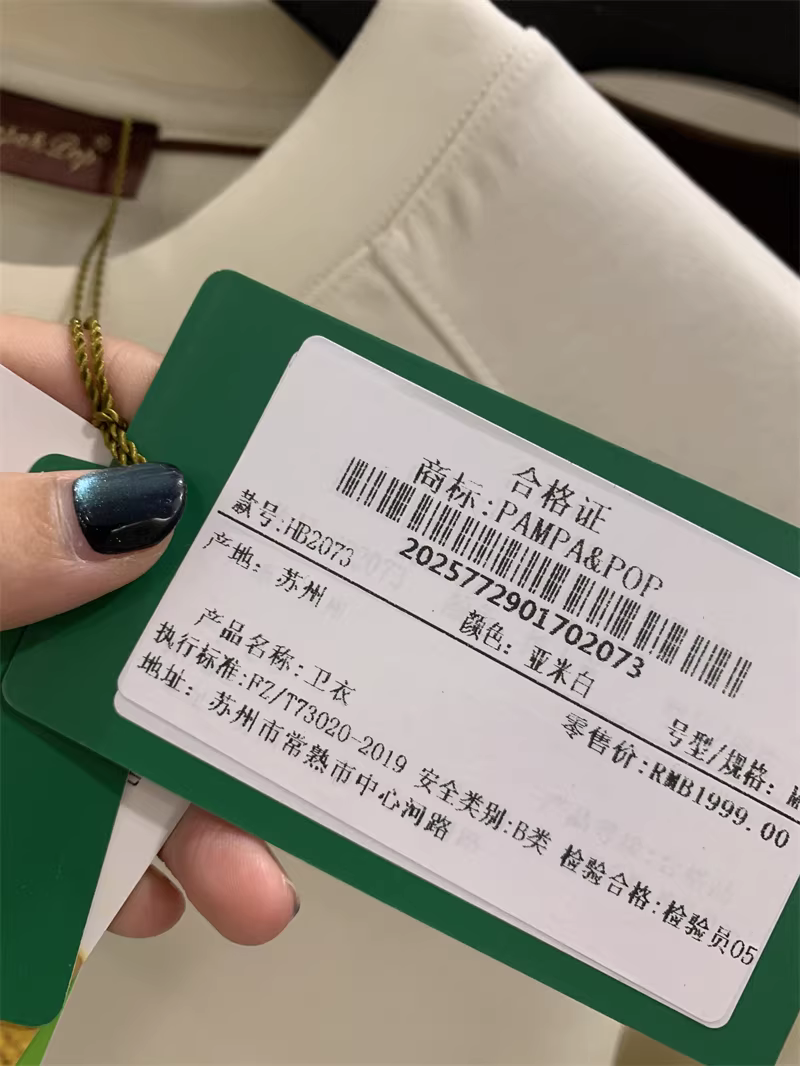 合格证
商标:PAMPA&POP
2025772901702073
款号:HB2073 颜色: 亚米白 号型/规格:
产地: 苏州 零售价:RMB1999.00
产品名称:卫衣
执行标准:FZ/T73020-2019 安全类别:B类 检验合格:检验员05
地址: 苏州市常熟市中心河路